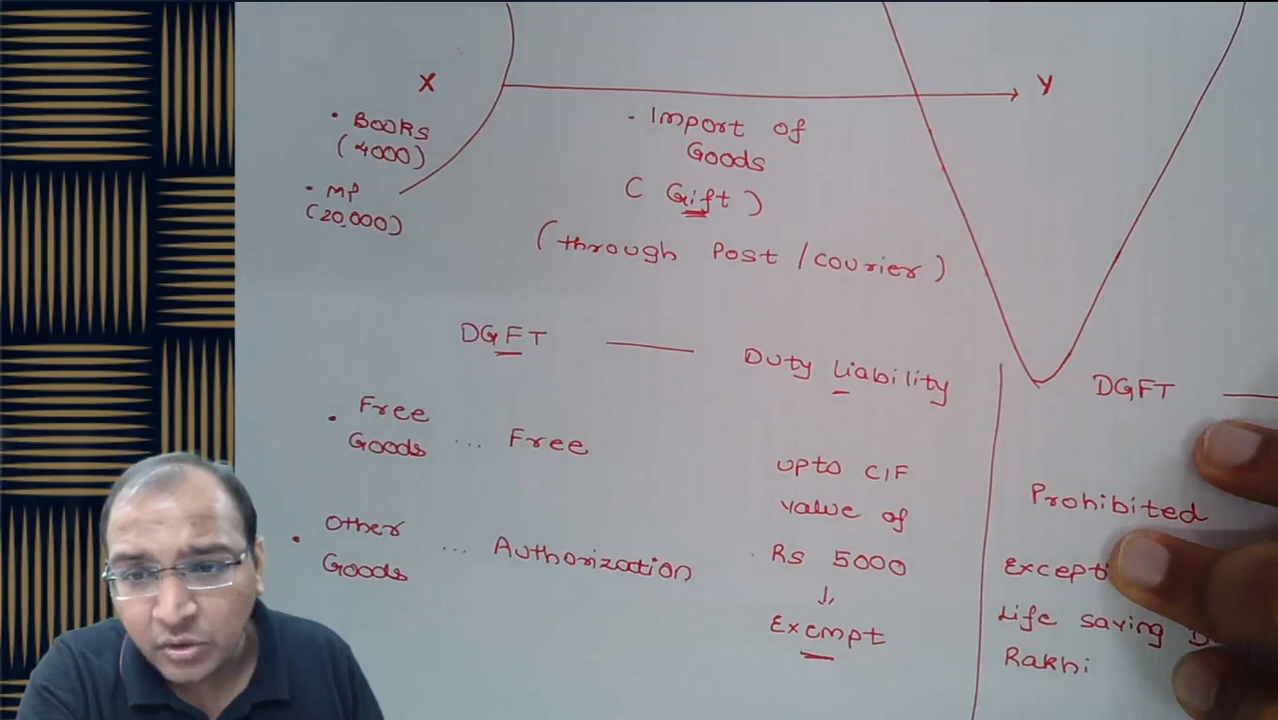 X
Y
• Books
(4000)
• MP
(20,000)
- Import of
Goods
( Gift )
(through Post / courier)
DGFT
Duty Liability
• Free
Goods ... Free
• Other
Goods ... Authorization
upto CIF
value of
Rs 5000
↓
Exempt
DGFT
Prohibited
Except
Life saving
Rakhi